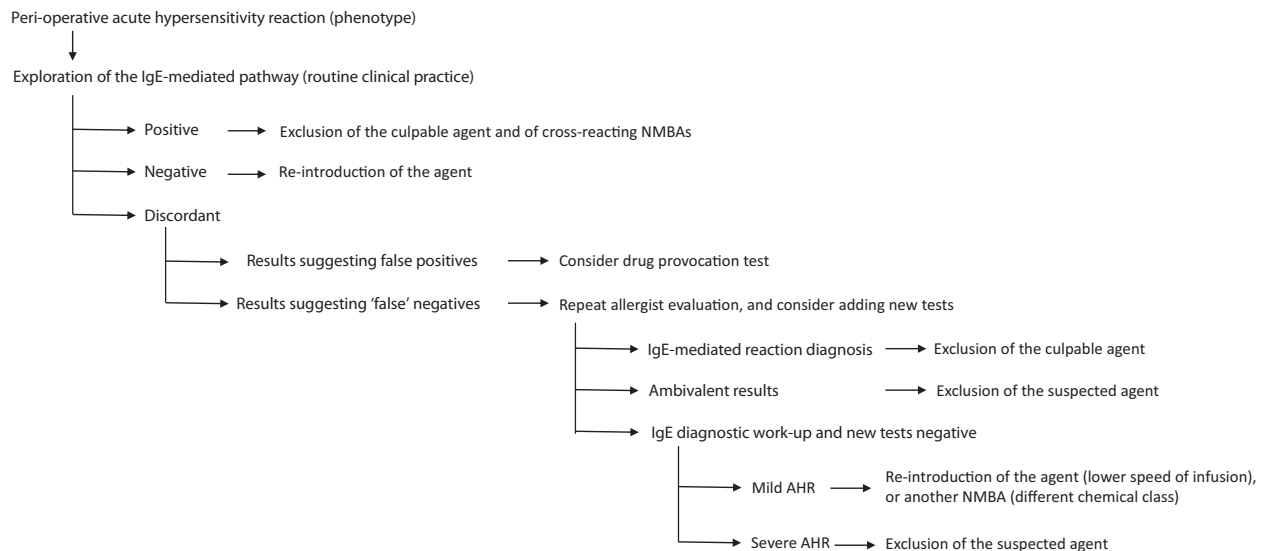 Peri-operative acute hypersensitivity reaction (phenotype)
Exploration of the IgE-mediated pathway (routine clinical practice)
Positive
Exclusion of the culpable agent and of cross-reacting NMBAs
Negative
Re-introduction of the agent
Discordant
Results suggesting false positives
Consider drug provocation test
Results suggesting ‘false’ negatives
Repeat allergist evaluation, and consider adding new tests
IgE-mediated reaction diagnosis
Exclusion of the culpable agent
Ambivalent results
Exclusion of the suspected agent
IgE diagnostic work-up and new tests negative
Mild AHR
Re-introduction of the agent (lower speed of infusion),
or another NMBA (different chemical class)
Severe AHR
Exclusion of the suspected agent